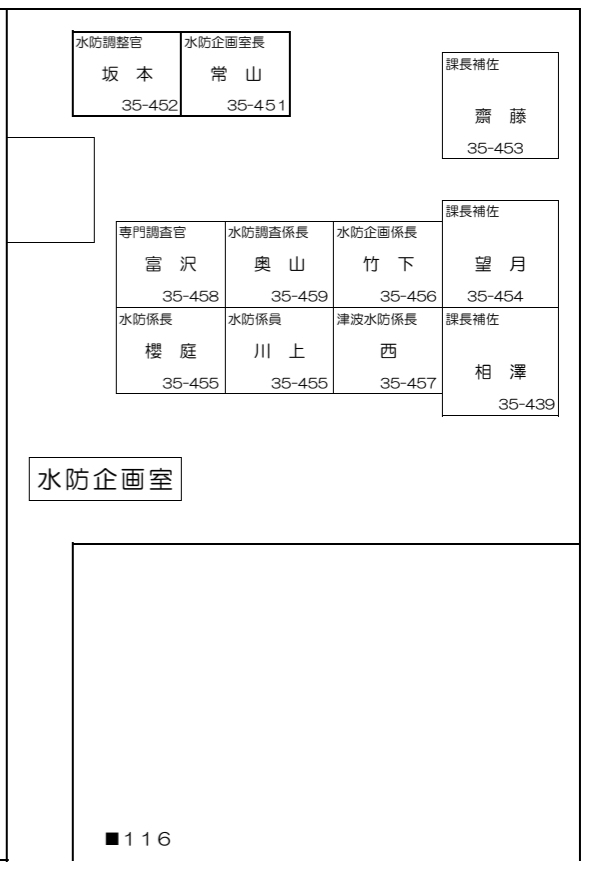 水防調整官
坂 本
35-452
水防企画室長
常 山
35-451
課長補佐
齋 藤
35-453
専門調査官
富 沢
35-458
水防調査係長
奥 山
35-459
水防企画係長
竹 下
35-456
課長補佐
望 月
35-454
水防係長
櫻 庭
35-455
水防係員
川 上
35-455
津波水防係長
西
35-457
課長補佐
相 澤
35-439
水防企画室
■116